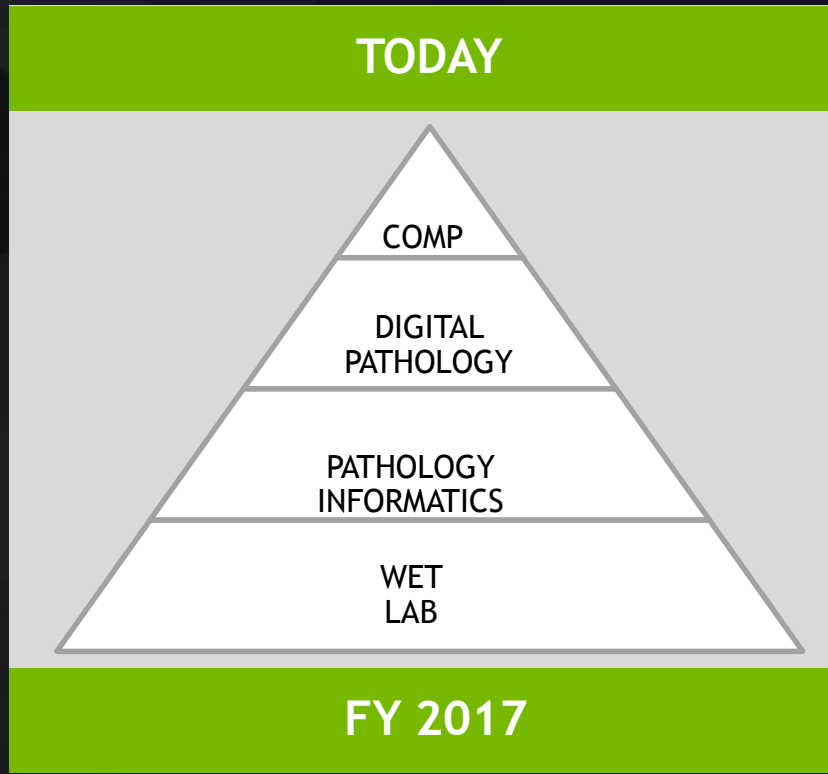 TODAY
COMP
DIGITAL
PATHOLOGY
PATHOLOGY
INFORMATICS
WET
LAB
FY 2017